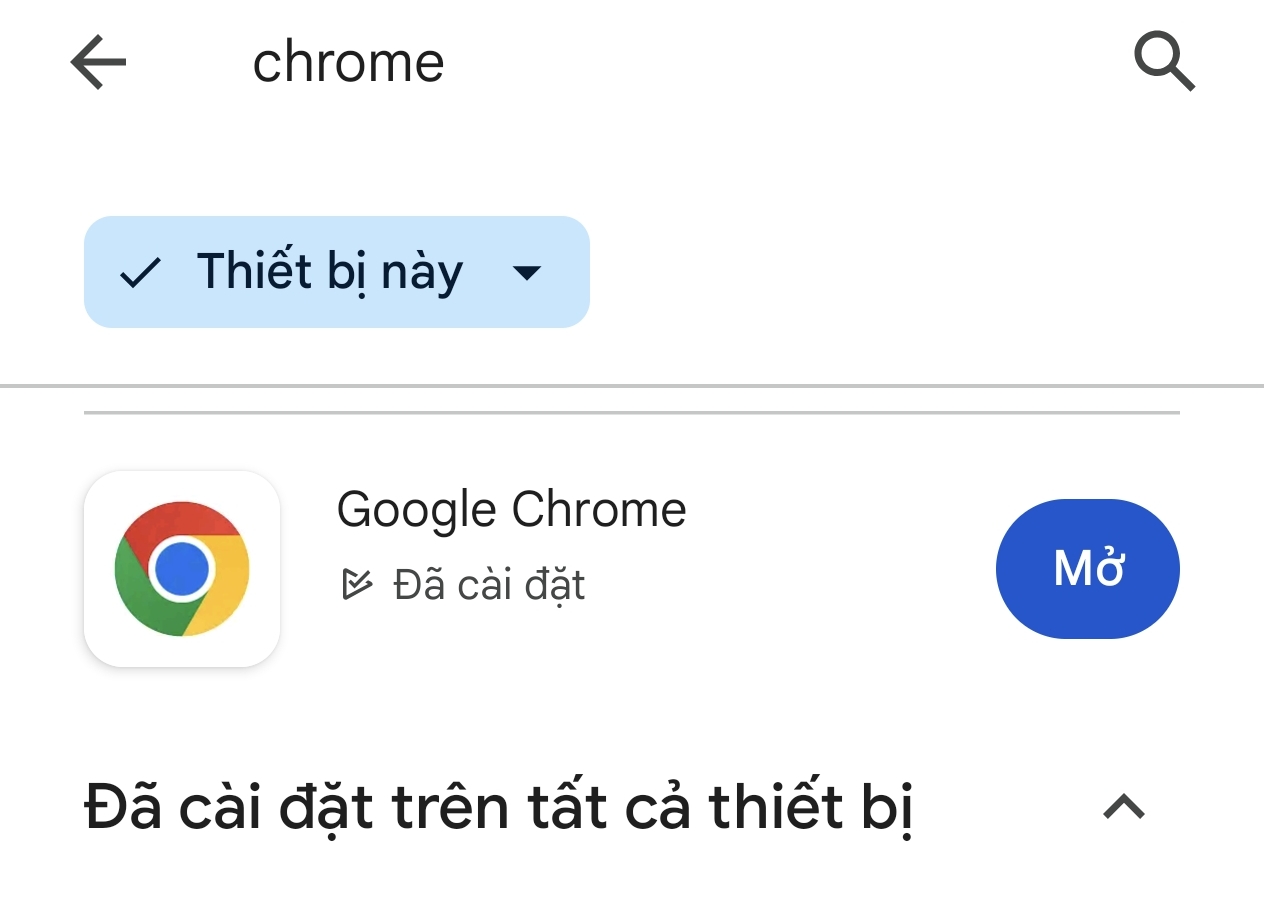 chrome
Thiết bị này
Google Chrome
Đã cài đặt
Mở
Đã cài đặt trên tất cả thiết bị